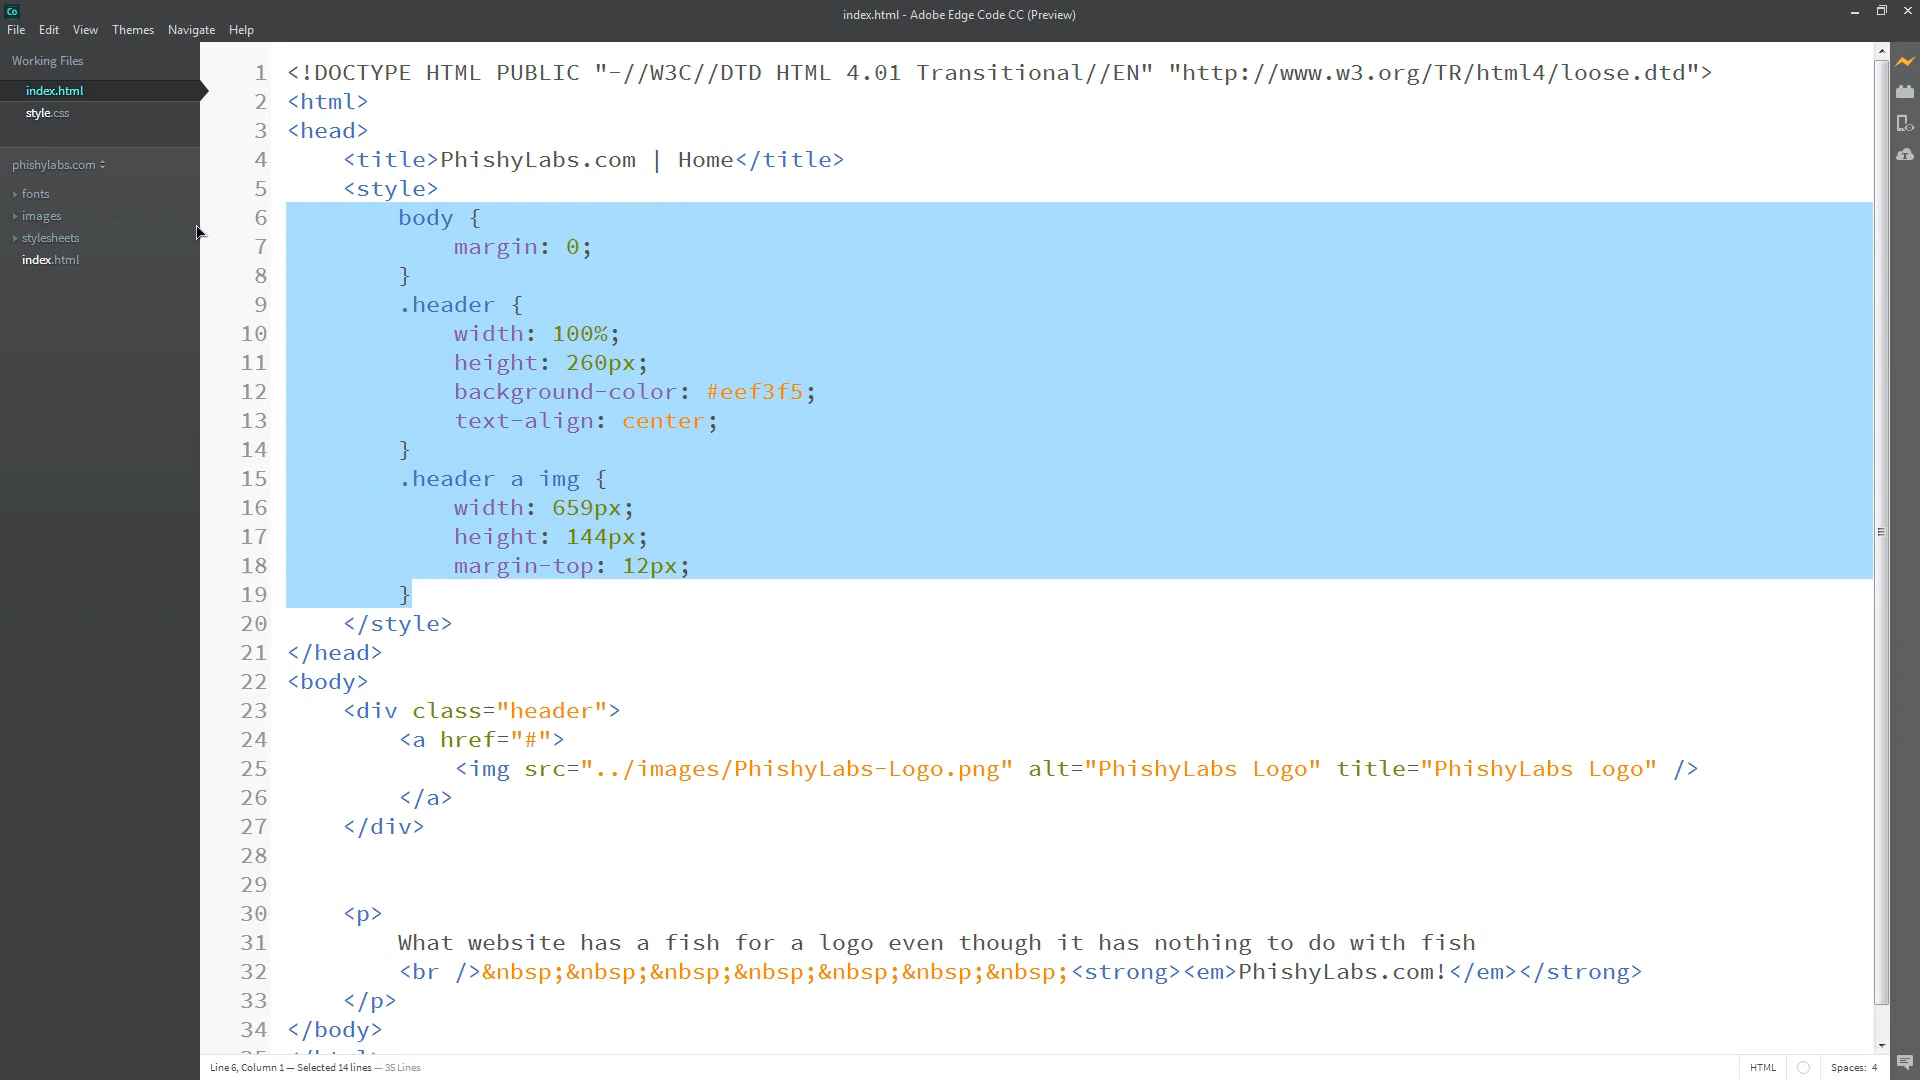 Co
index.html - Adobe Edge Code CC (Preview)
File Edit View Themes Navigate Help
Working Files
index.html
style.css
phishylabs.com
fonts
images
stylesheets
index.html
1 <!DOCTYPE HTML PUBLIC "-//W3C//DTD HTML 4.01 Transitional//EN" "http://www.w3.org/TR/html4/loose.dtd">
2 <html>
3 <head>
4     <title>PhishyLabs.com | Home</title>
5     <style>
6         body {
7             margin: 0;
8         }
9         .header {
10             width: 100%;
11             height: 260px;
12             background-color: #eef3f5;
13             text-align: center;
14         }
15         .header a img {
16             width: 659px;
17             height: 144px;
18             margin-top: 12px;
19         }
20     </style>
21 </head>
22 <body>
23     <div class="header">
24         <a href="#">
25             <img src="../images/PhishyLabs-Logo.png" alt="PhishyLabs Logo" title="PhishyLabs Logo" />
26         </a>
27     </div>
28
29
30     <p>
31         What website has a fish for a logo even though it has nothing to do with fish
32         <br />&nbsp;&nbsp;&nbsp;&nbsp;&nbsp;&nbsp;&nbsp;<strong><em>PhishyLabs.com!</em></strong>
33     </p>
34 </body>
Line 6, Column 1 — Selected 14 lines — 35 Lines
HTML
Spaces: 4